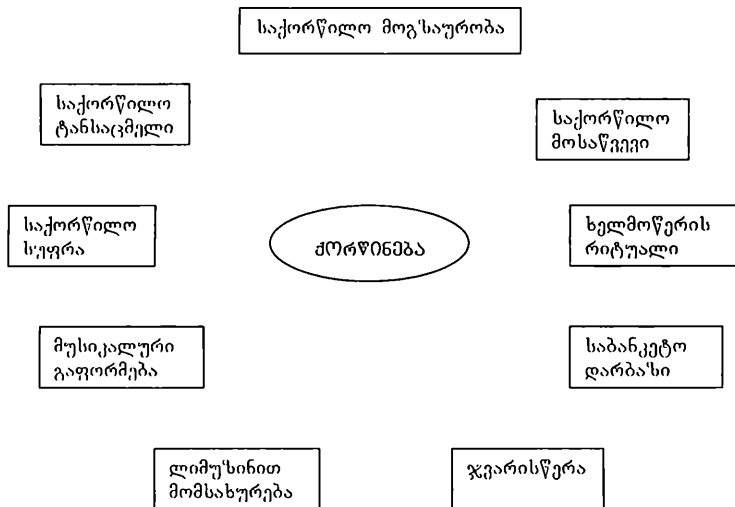 საქორწილო მოგზაურობა
საქორწილო
ტანსაცმელი
საქორწილო
მოსაწვევი
საქორწილო
სუფრა
ქორწინება
ხელმოწერის
რიტუალი
მუსიკალური
გაფორმება
საბანკეტო
დარბაზი
ლიმუზინით
მომსახურება
ჯვარისწერა